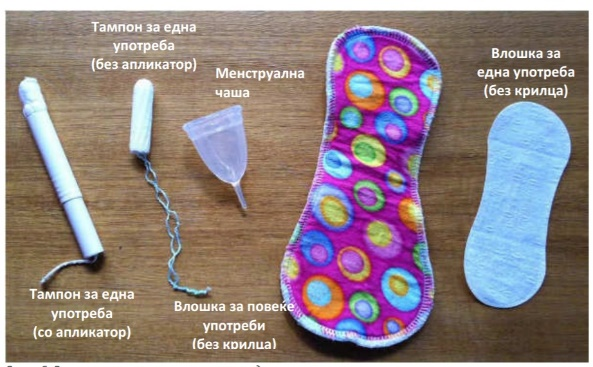 Тампон за една
употреба
(без апликатор)
Менструална
чаша
Влошка за
една употреба
(без крилца)
Тампон за една
употреба
(со апликатор)
Влошка за повеќе
употреби
(без крилца)